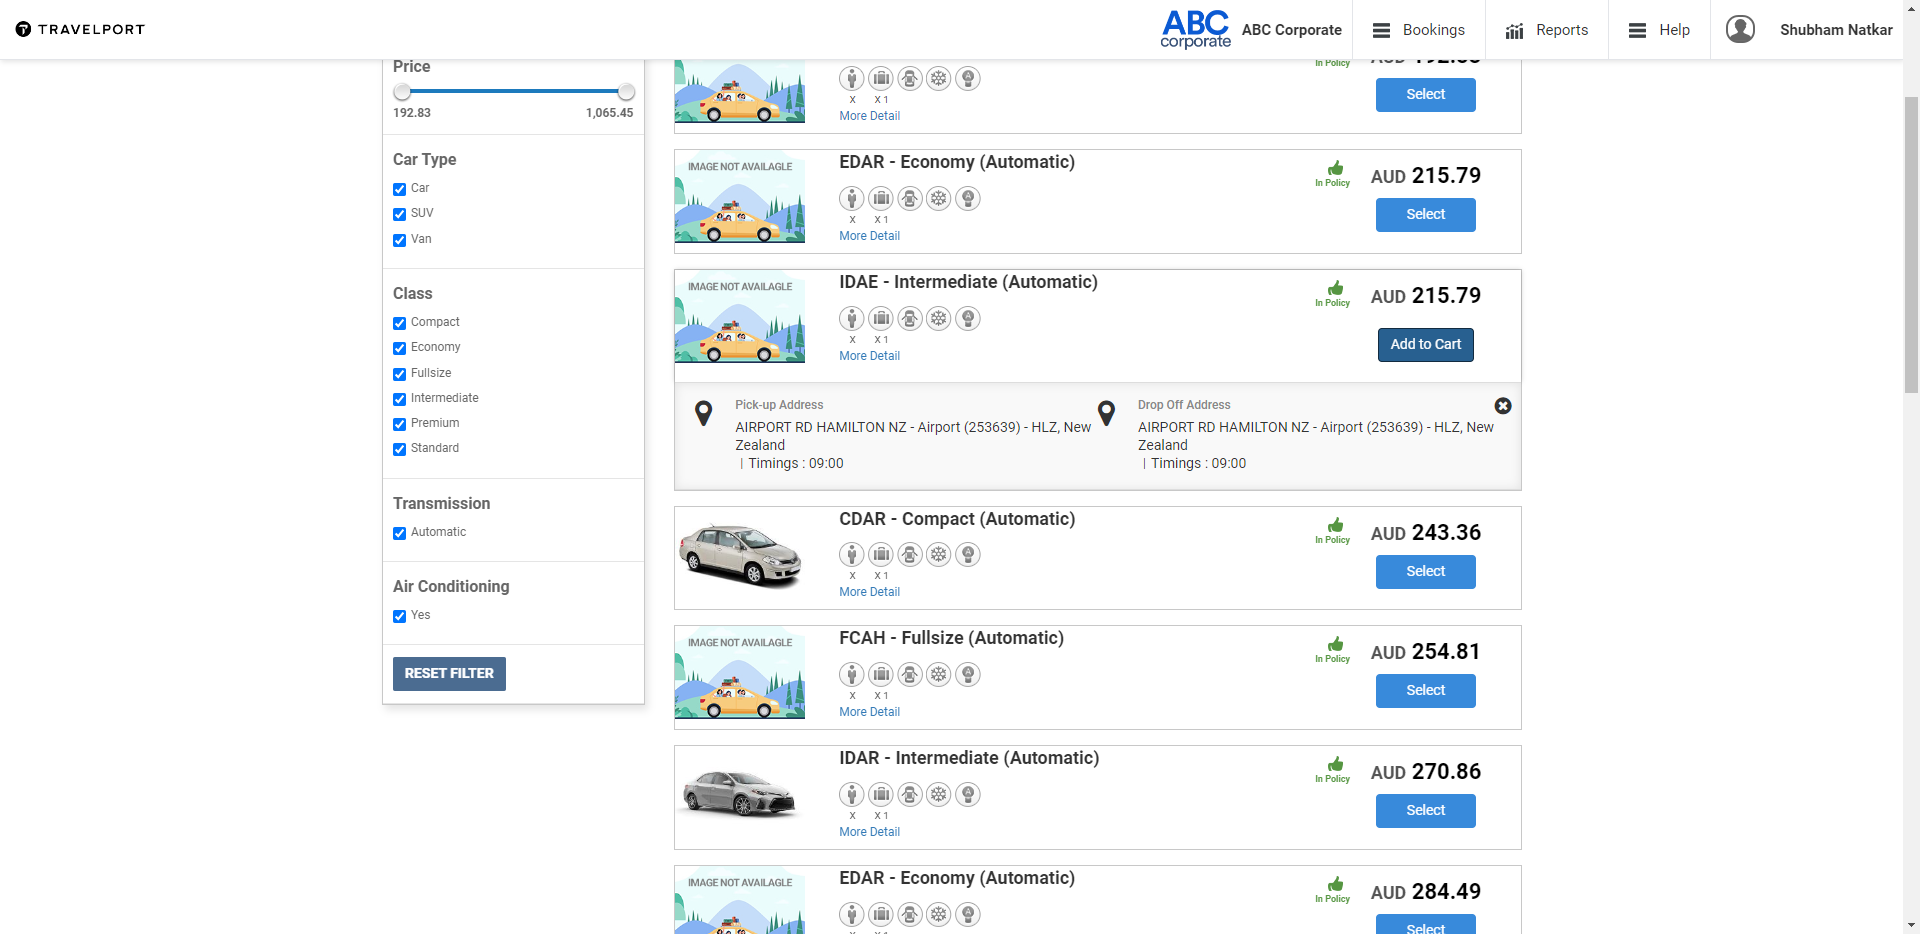 TRAVELPORT
ABC
corporate
ABC Corporate
Bookings
Reports
Help
Shubham Natkar
Price
192.83
1,065.45
Car Type
Car
SUV
Van
Class
Compact
Economy
Fullsize
Intermediate
Premium
Standard
Transmission
Automatic
Air Conditioning
Yes
RESET FILTER
X X 1
More Detail
In Policy
Select
IMAGE NOT AVAILAGLE
EDAR - Economy (Automatic)
X X 1
More Detail
In Policy
AUD 215.79
Select
IMAGE NOT AVAILAGLE
IDAE - Intermediate (Automatic)
X X 1
More Detail
In Policy
AUD 215.79
Add to Cart
Pick-up Address
AIRPORT RD HAMILTON NZ - Airport (253639) - HLZ, New
Zealand
| Timings : 09:00
Drop Off Address
AIRPORT RD HAMILTON NZ - Airport (253639) - HLZ, New
Zealand
| Timings : 09:00
CDAR - Compact (Automatic)
X X 1
More Detail
In Policy
AUD 243.36
Select
IMAGE NOT AVAILAGLE
FCAH - Fullsize (Automatic)
X X 1
More Detail
In Policy
AUD 254.81
Select
IDAR - Intermediate (Automatic)
X X 1
More Detail
In Policy
AUD 270.86
Select
IMAGE NOT AVAILAGLE
EDAR - Economy (Automatic)
In Policy
AUD 284.49
Select